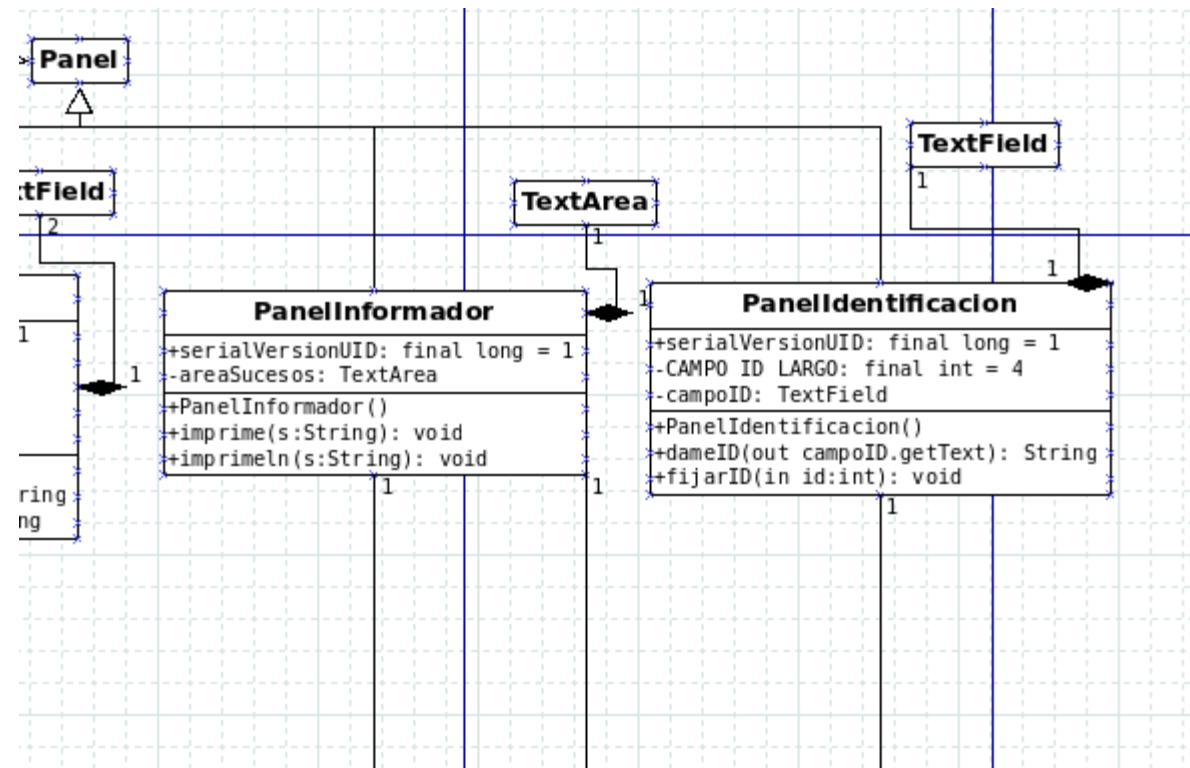 Panel
TextField
1
tField
TextArea
2
1
1
1
PanelInformador
PanelIdentificacion
1
+serialVersionUID: final long = 1
-areaSucesos: TextArea
+serialVersionUID: final long = 1
-CAMPO ID LARGO: final int = 4
-campoID: TextField
1
+PanelInformador()
+imprime(s:String): void
+imprimeln(s:String): void
+PanelIdentificacion()
+dameID(out campoID.getText): String
+fijarID(in id:int): void
1
1
1
ring
ng